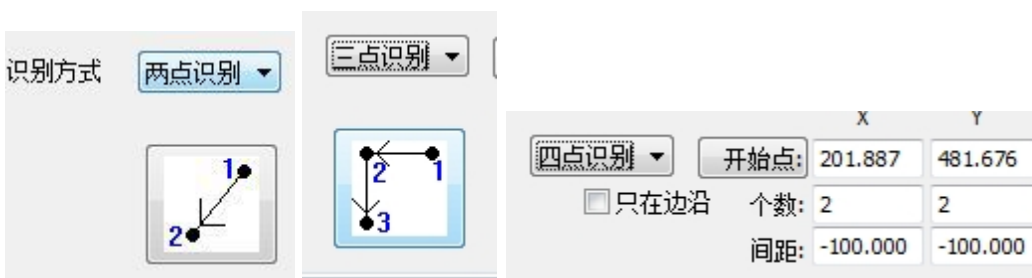 识别方式 两点识别
1
2
三点识别
2 1
3
X Y
四点识别 开始点: 201.887 481.676
只在边沿 个数: 2 2
间距: -100.000 -100.000